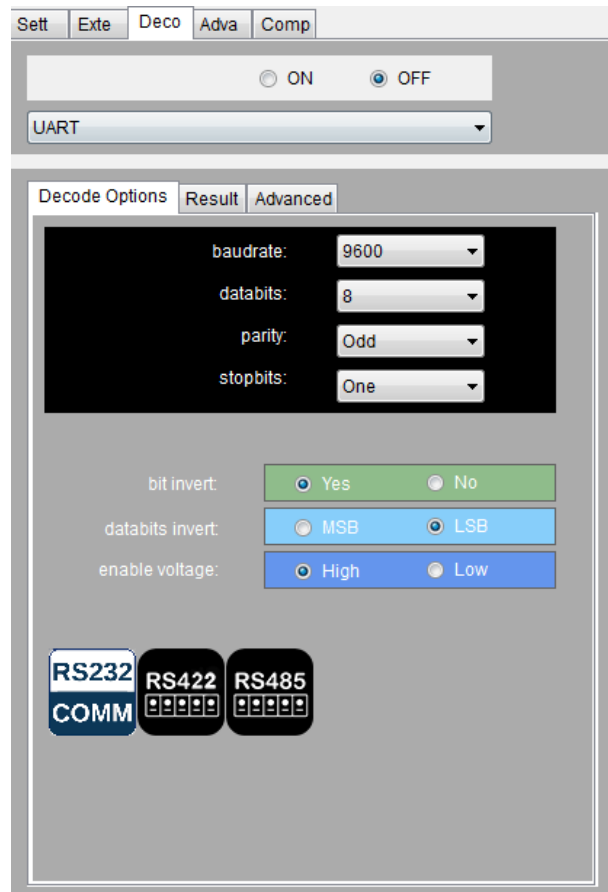 Sett Exte Deco Adva Comp
ON OFF
UART
Decode Options Result Advanced
baudrate: 9600
databits: 8
parity: Odd
stopbits: One
bit invert: Yes No
databits invert: MSB LSB
enable voltage: High Low
RS232 RS422 RS485
COMM